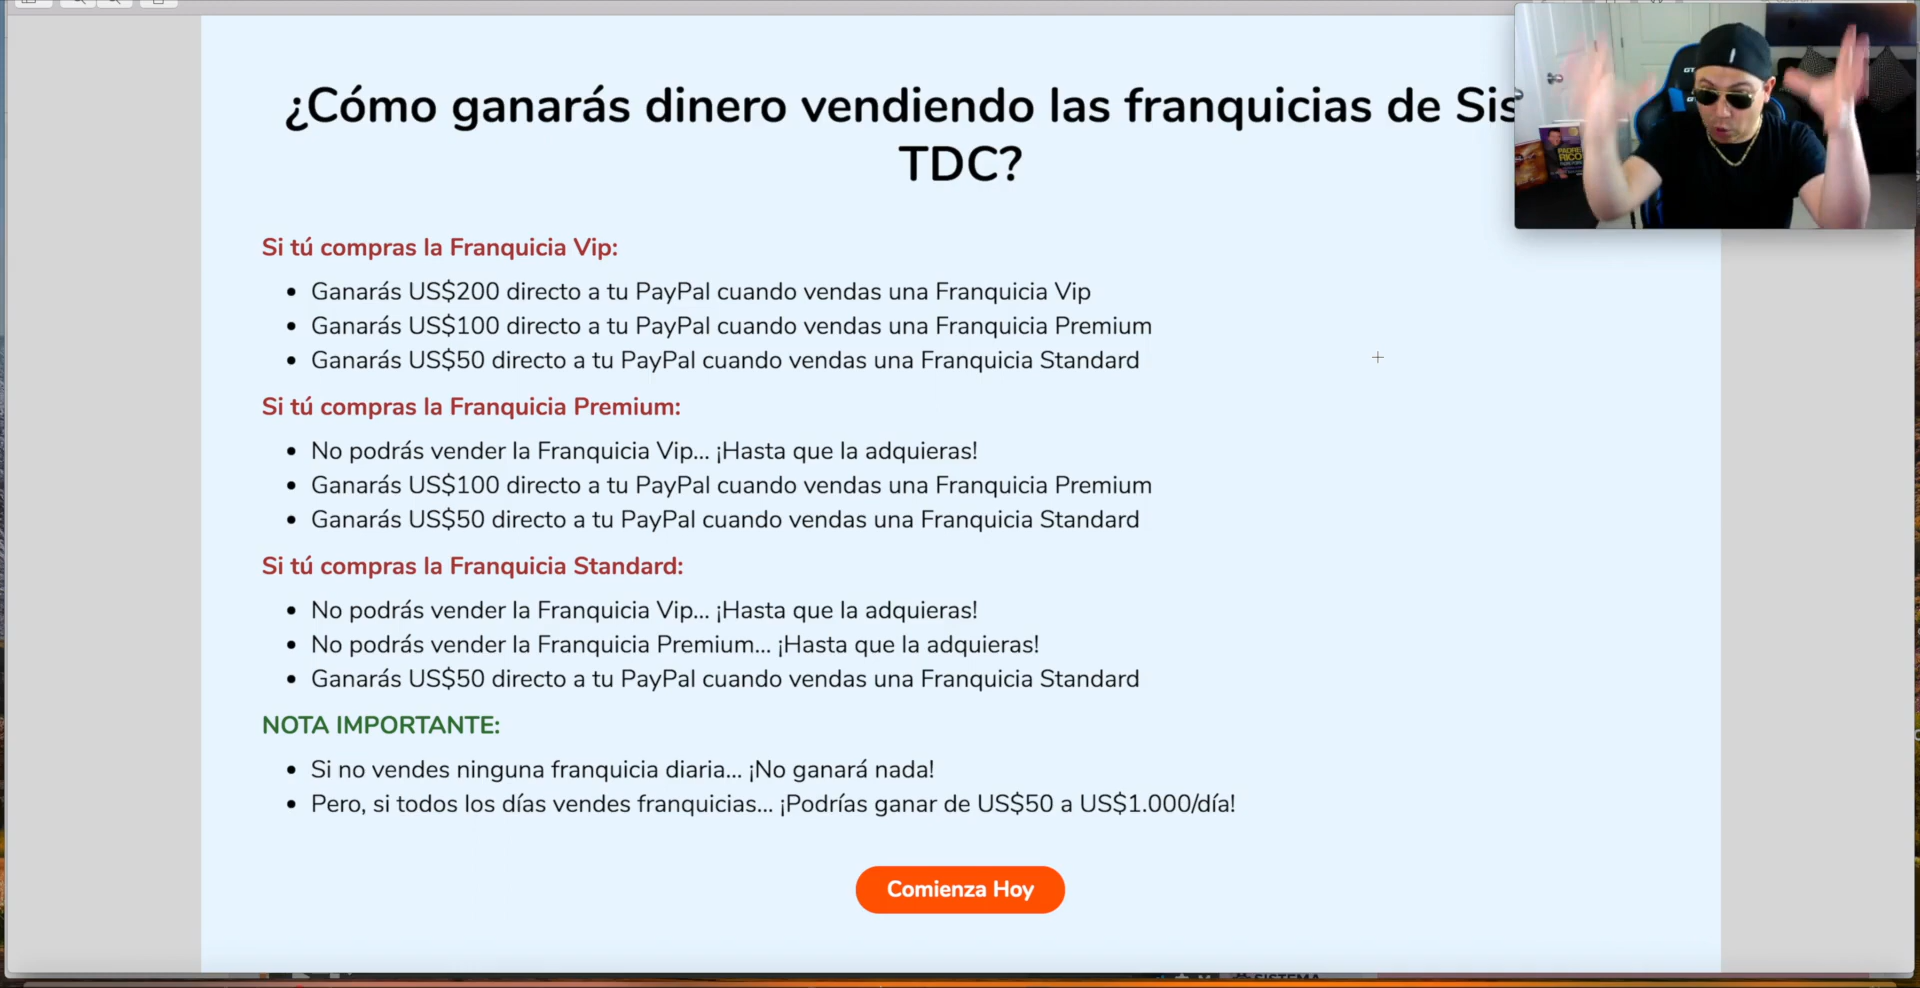 ¿Cómo ganarás dinero vendiendo las franquicias de Sis
TDC?
Si tú compras la Franquicia Vip:
• Ganarás US$200 directo a tu PayPal cuando vendas una Franquicia Vip
• Ganarás US$100 directo a tu PayPal cuando vendas una Franquicia Premium
• Ganarás US$50 directo a tu PayPal cuando vendas una Franquicia Standard
Si tú compras la Franquicia Premium:
• No podrás vender la Franquicia Vip... ¡Hasta que la adquieras!
• Ganarás US$100 directo a tu PayPal cuando vendas una Franquicia Premium
• Ganarás US$50 directo a tu PayPal cuando vendas una Franquicia Standard
Si tú compras la Franquicia Standard:
• No podrás vender la Franquicia Vip... ¡Hasta que la adquieras!
• No podrás vender la Franquicia Premium... ¡Hasta que la adquieras!
• Ganarás US$50 directo a tu PayPal cuando vendas una Franquicia Standard
NOTA IMPORTANTE:
• Si no vendes ninguna franquicia diaria... ¡No ganará nada!
• Pero, si todos los días vendes franquicias... ¡Podrías ganar de US$50 a US$1.000/día!
Comienza Hoy
GT
PADRE
RICO